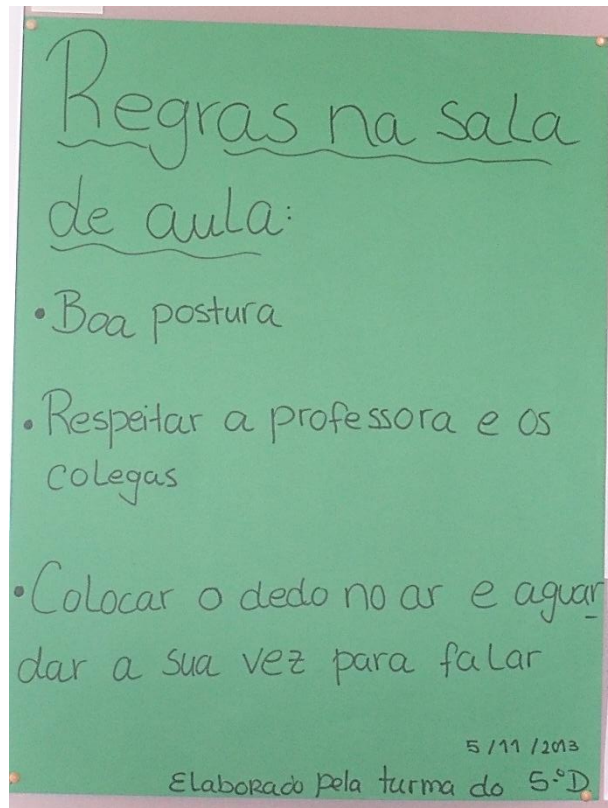 Regras na sala
de aula:
• Boa postura
• Respeitar a professora e os
colegas
• Colocar o dedo no ar e aguar
dar a sua vez para falar
5/11/2013
Elaborado pela turma do 5.ºD